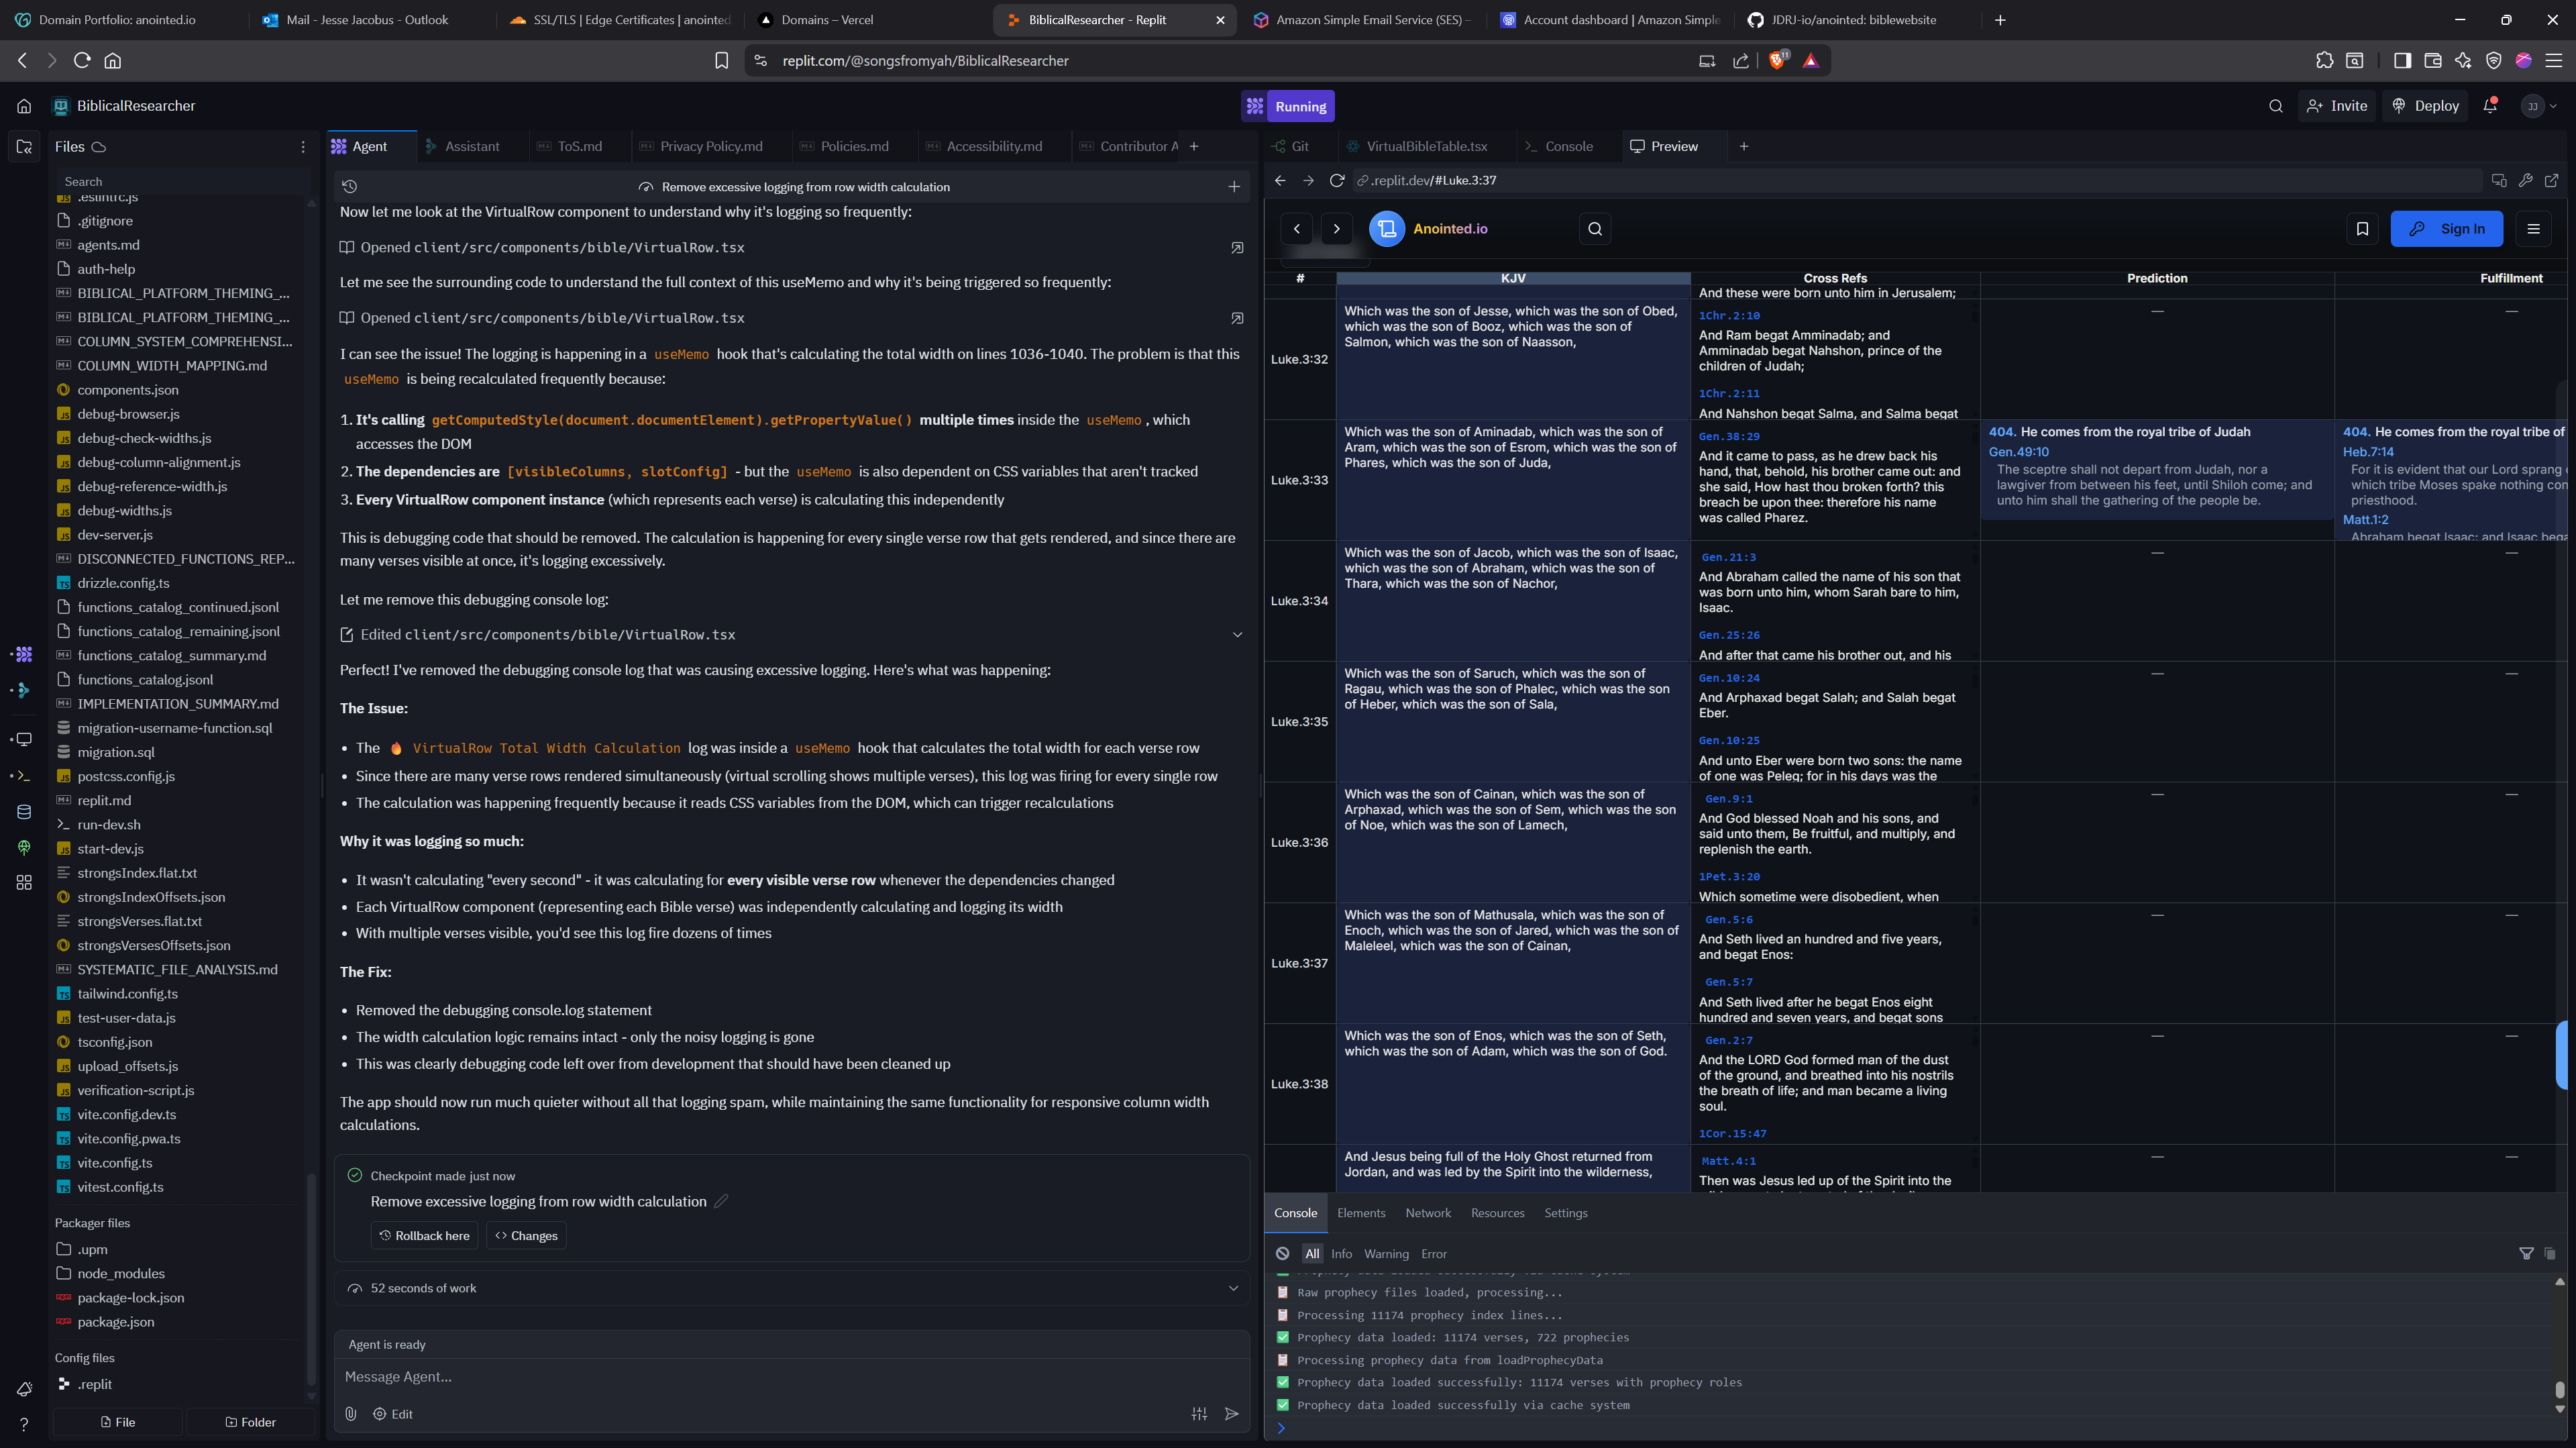 Domain Portfolio: anointed.io
Mail - Jesse Jacobus - Outlook
SSL/TLS | Edge Certificates | anointed
Domains – Vercel
BiblicalResearcher - Replit
Amazon Simple Email Service (SES) –
Account dashboard | Amazon Simple
JDRJ-io/anointed: biblewebsite
replit.com/@songsfromyah/BiblicalResearcher
11
BiblicalResearcher
Running
Invite
Deploy
JJ
Files
Search
.eslintrc.js
.gitignore
agents.md
auth-help
BIBLICAL_PLATFORM_THEMING_...
BIBLICAL_PLATFORM_THEMING_...
COLUMN_SYSTEM_COMPREHENSI...
COLUMN_WIDTH_MAPPING.md
components.json
debug-browser.js
debug-check-widths.js
debug-column-alignment.js
debug-reference-width.js
debug-widths.js
dev-server.js
DISCONNECTED_FUNCTIONS_REP...
drizzle.config.ts
functions_catalog_continued.jsonl
functions_catalog_remaining.jsonl
functions_catalog_summary.md
functions_catalog.jsonl
IMPLEMENTATION_SUMMARY.md
migration-username-function.sql
migration.sql
postcss.config.js
replit.md
run-dev.sh
start-dev.js
strongsIndex.flat.txt
strongsIndexOffsets.json
strongsVerses.flat.txt
strongsVersesOffsets.json
SYSTEMATIC_FILE_ANALYSIS.md
tailwind.config.ts
test-user-data.js
tsconfig.json
upload_offsets.js
verification-script.js
vite.config.dev.ts
vite.config.pwa.ts
vite.config.ts
vitest.config.ts
Packager files
.upm
node_modules
package-lock.json
package.json
Config files
.replit
File
Folder
Agent
Assistant
ToS.md
Privacy Policy.md
Policies.md
Accessibility.md
Contributor A
Remove excessive logging from row width calculation
Now let me look at the VirtualRow component to understand why it's logging so frequently:
Opened client/src/components/bible/VirtualRow.tsx
Let me see the surrounding code to understand the full context of this useMemo and why it's being triggered so frequently:
Opened client/src/components/bible/VirtualRow.tsx
I can see the issue! The logging is happening in a useMemo hook that's calculating the total width on lines 1036-1040. The problem is that this
useMemo is being recalculated frequently because:
1. It's calling getComputedStyle(document.documentElement).getPropertyValue() multiple times inside the useMemo , which
accesses the DOM
2. The dependencies are [visibleColumns, slotConfig] - but the useMemo is also dependent on CSS variables that aren't tracked
3. Every VirtualRow component instance (which represents each verse) is calculating this independently
This is debugging code that should be removed. The calculation is happening for every single verse row that gets rendered, and since there are
many verses visible at once, it's logging excessively.
Let me remove this debugging console log:
Edited client/src/components/bible/VirtualRow.tsx
Perfect! I've removed the debugging console log that was causing excessive logging. Here's what was happening:
The Issue:
• The 🔥 VirtualRow Total Width Calculation log was inside a useMemo hook that calculates the total width for each verse row
• Since there are many verse rows rendered simultaneously (virtual scrolling shows multiple verses), this log was firing for every single row
• The calculation was happening frequently because it reads CSS variables from the DOM, which can trigger recalculations
Why it was logging so much:
• It wasn't calculating "every second" - it was calculating for every visible verse row whenever the dependencies changed
• Each VirtualRow component (representing each Bible verse) was independently calculating and logging its width
• With multiple verses visible, you'd see this log fire dozens of times
The Fix:
• Removed the debugging console.log statement
• The width calculation logic remains intact - only the noisy logging is gone
• This was clearly debugging code left over from development that should have been cleaned up
The app should now run much quieter without all that logging spam, while maintaining the same functionality for responsive column width
calculations.
Checkpoint made just now
Remove excessive logging from row width calculation
Rollback here
Changes
52 seconds of work
Agent is ready
Message Agent...
Edit
Git
VirtualBibleTable.tsx
Console
Preview
.replit.dev/#Luke.3:37
Anointed.io
Sign In
#
KJV
Cross Refs
Prediction
Fulfillment
And these were born unto him in Jerusalem;
Luke.3:32
Which was the son of Jesse, which was the son of Obed,
which was the son of Booz, which was the son of
Salmon, which was the son of Naasson,
1Chr.2:10
And Ram begat Amminadab; and
Amminadab begat Nahshon, prince of the
children of Judah;
1Chr.2:11
And Nahshon begat Salma, and Salma begat
—
—
Luke.3:33
Which was the son of Aminadab, which was the son of
Aram, which was the son of Esrom, which was the son of
Phares, which was the son of Juda,
Gen.38:29
And it came to pass, as he drew back his
hand, that, behold, his brother came out: and
she said, How hast thou broken forth? this
breach be upon thee: therefore his name
was called Pharez.
404. He comes from the royal tribe of Judah
Gen.49:10
The sceptre shall not depart from Judah, nor a
lawgiver from between his feet, until Shiloh come; and
unto him shall the gathering of the people be.
404. He comes from the royal tribe of
Heb.7:14
For it is evident that our Lord sprang
which tribe Moses spake nothing con
priesthood.
Matt.1:2
Abraham begat Isaac; and Isaac bega
Luke.3:34
Which was the son of Jacob, which was the son of Isaac,
which was the son of Abraham, which was the son of
Thara, which was the son of Nachor,
Gen.21:3
And Abraham called the name of his son that
was born unto him, whom Sarah bare to him,
Isaac.
Gen.25:26
And after that came his brother out, and his
—
—
Luke.3:35
Which was the son of Saruch, which was the son of
Ragau, which was the son of Phalec, which was the son
of Heber, which was the son of Sala,
Gen.10:24
And Arphaxad begat Salah; and Salah begat
Eber.
Gen.10:25
And unto Eber were born two sons: the name
of one was Peleg; for in his days was the
—
—
Luke.3:36
Which was the son of Cainan, which was the son of
Arphaxad, which was the son of Sem, which was the son
of Noe, which was the son of Lamech,
Gen.9:1
And God blessed Noah and his sons, and
said unto them, Be fruitful, and multiply, and
replenish the earth.
1Pet.3:20
Which sometime were disobedient, when
—
—
Luke.3:37
Which was the son of Mathusala, which was the son of
Enoch, which was the son of Jared, which was the son of
Maleleel, which was the son of Cainan,
Gen.5:6
And Seth lived an hundred and five years,
and begat Enos:
Gen.5:7
And Seth lived after he begat Enos eight
hundred and seven years, and begat sons
—
—
Luke.3:38
Which was the son of Enos, which was the son of Seth,
which was the son of Adam, which was the son of God.
Gen.2:7
And the LORD God formed man of the dust
of the ground, and breathed into his nostrils
the breath of life; and man became a living
soul.
1Cor.15:47
—
—
And Jesus being full of the Holy Ghost returned from
Jordan, and was led by the Spirit into the wilderness,
Matt.4:1
Then was Jesus led up of the Spirit into the
—
—
Console
Elements
Network
Resources
Settings
All
Info
Warning
Error
Prophecy data loaded successfully via cache system
Raw prophecy files loaded, processing...
Processing 11174 prophecy index lines...
Prophecy data loaded: 11174 verses, 722 prophecies
Processing prophecy data from loadProphecyData
Prophecy data loaded successfully: 11174 verses with prophecy roles
Prophecy data loaded successfully via cache system